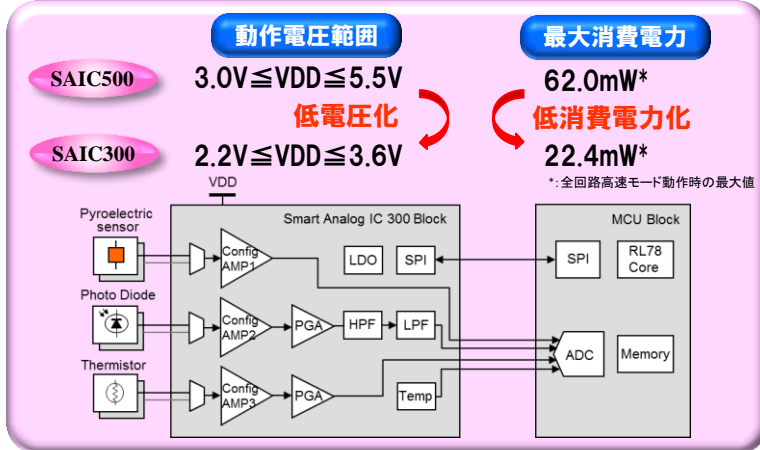 動作電圧範囲
最大消費電力
SAIC500
3.0V≦VDD≦5.5V
62.0mW*
低電圧化
低消費電力化
SAIC300
2.2V≦VDD≦3.6V
22.4mW*
*:全回路高速モード動作時の最大値
VDD
Pyroelectric
sensor
Smart Analog IC 300 Block
MCU Block
Config
AMP1
LDO
SPI
SPI
RL78
Core
Photo Diode
Config
AMP2
PGA
HPF
LPF
ADC
Memory
Thermistor
Config
AMP3
PGA
Temp